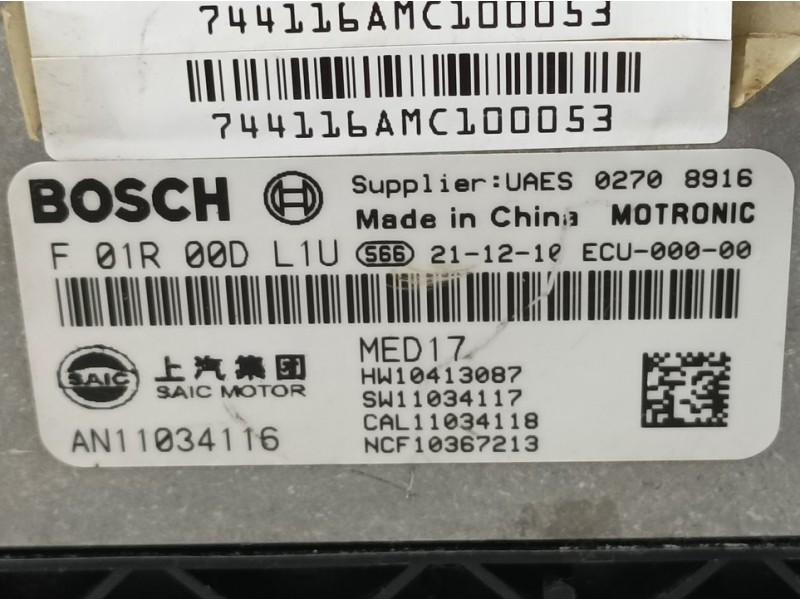 744116AMC100053
744116AMC100053
BOSCH Supplier:UAES 0270 8916
Made in China MOTRONIC
F 01R 00D L1U S66 21-12-10 ECU-000-00
MED17
SAIC 上汽集团 HW10413087
SAIC MOTOR SW11034117
CAL11034118
AN11034116 NCF10367213